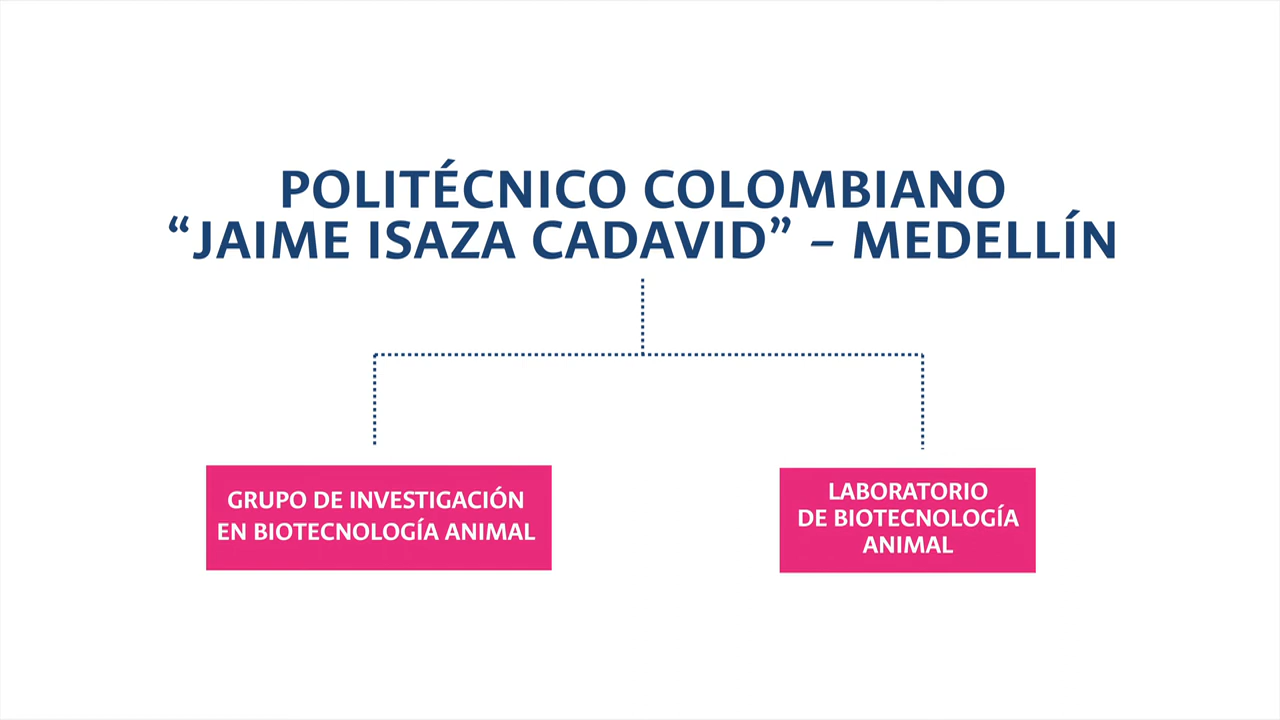 POLITÉCNICO COLOMBIANO
“JAIME ISAZA CADAVID” – MEDELLÍN
GRUPO DE INVESTIGACIÓN
EN BIOTECNOLOGÍA ANIMAL
LABORATORIO
DE BIOTECNOLOGÍA
ANIMAL